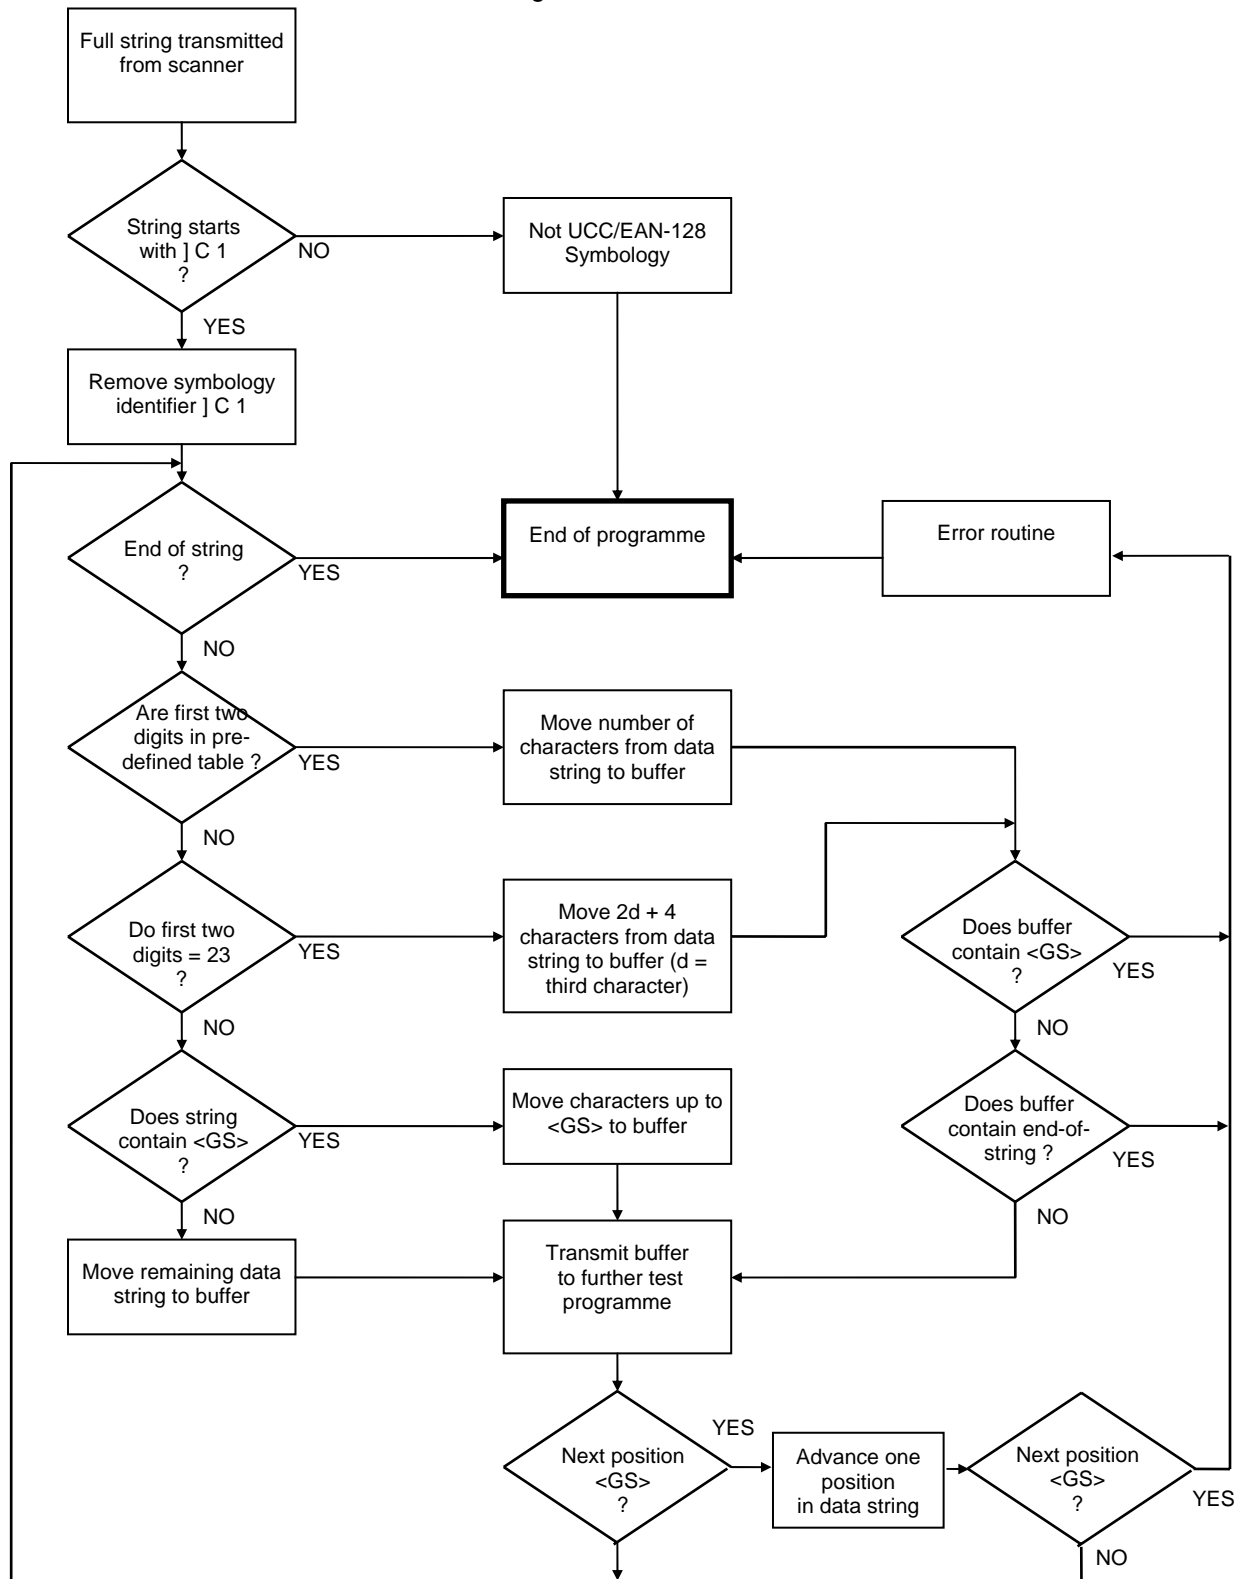 Full string transmitted
from scanner
String starts
with ] C 1
?
NO
YES
Not UCC/EAN-128
Symbology
Remove symbology
identifier ] C 1
End of string
?
YES
NO
End of programme
Error routine
Are first two
digits in pre-
defined table ?
YES
NO
Move number of
characters from data
string to buffer
Do first two
digits = 23
?
YES
NO
Move 2d + 4
characters from data
string to buffer (d =
third character)
Does buffer
contain <GS>
?
YES
NO
Does string
contain <GS>
?
YES
NO
Move characters up to
<GS> to buffer
Does buffer
contain end-of-
string ?
YES
NO
Move remaining data
string to buffer
Transmit buffer
to further test
programme
Next position
<GS>
?
YES
Advance one
position
in data string
Next position
<GS>
?
YES
NO